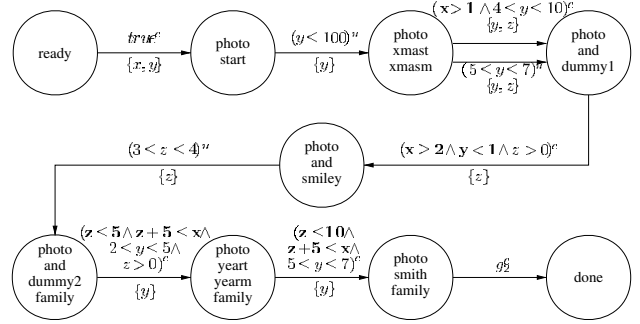 ready
true^c
{x, y}
photo
start
(y < 100)^u
{y}
photo
xmast
xmasm
(x > 1 ∧ 4 < y < 10)^c
{y, z}
(5 < y < 7)^u
{y, z}
photo
and
dummy1
(x > 2 ∧ y < 1 ∧ z > 0)^c
{z}
photo
and
smiley
(3 < z < 4)^u
{z}
photo
and
dummy2
family
(z < 5 ∧ z + 5 < x ∧
2 < y < 5 ∧
z > 0)^c
{y}
photo
yeart
yearm
family
(z < 10 ∧
z + 5 < x ∧
5 < y < 7)^c
{y}
photo
smith
family
done